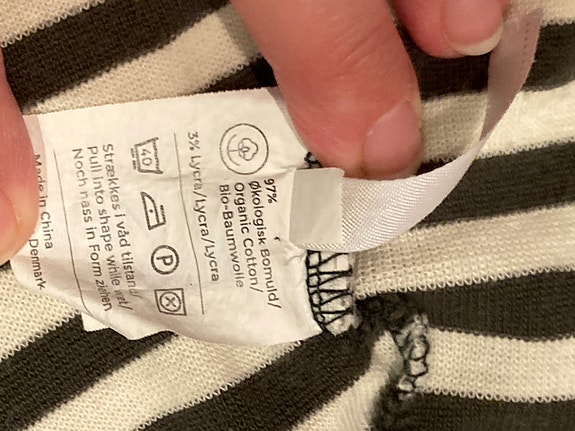 97%
Økologisk Bomuld/
Organic Cotton/
Bio-Baumwolle
3% Lycra/Lycra/Lycra
40
P
Strækkes i våd tilstand/
Pull into shape while wet/
Noch nass in Form ziehen
Made in China
Denmark